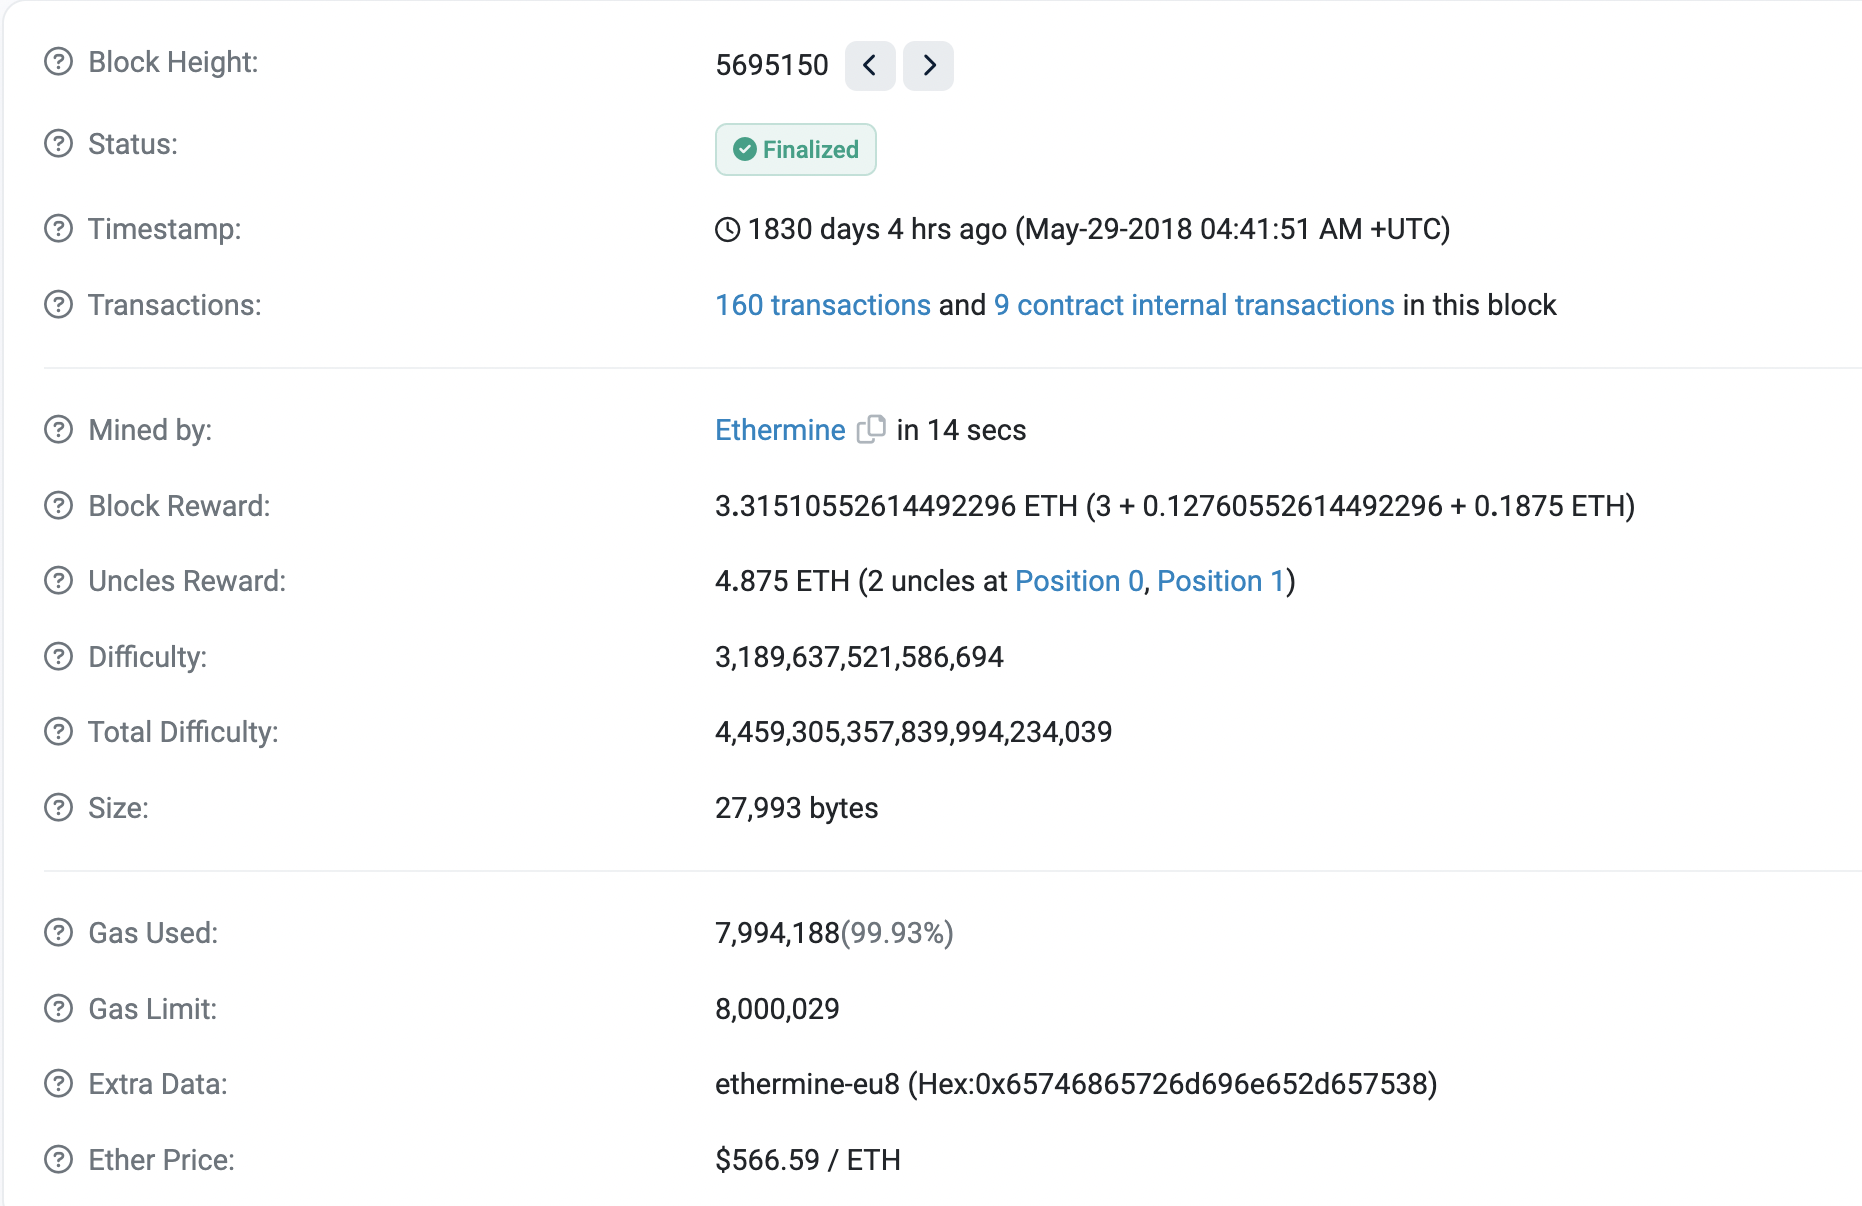 Block Height: 5695150
Status: Finalized
Timestamp: 1830 days 4 hrs ago (May-29-2018 04:41:51 AM +UTC)
Transactions: 160 transactions and 9 contract internal transactions in this block
Mined by: Ethermine in 14 secs
Block Reward: 3.31510552614492296 ETH (3 + 0.12760552614492296 + 0.1875 ETH)
Uncles Reward: 4.875 ETH (2 uncles at Position 0, Position 1)
Difficulty: 3,189,637,521,586,694
Total Difficulty: 4,459,305,357,839,994,234,039
Size: 27,993 bytes
Gas Used: 7,994,188(99.93%)
Gas Limit: 8,000,029
Extra Data: ethermine-eu8 (Hex:0x65746865726d696e652d657538)
Ether Price: $566.59 / ETH